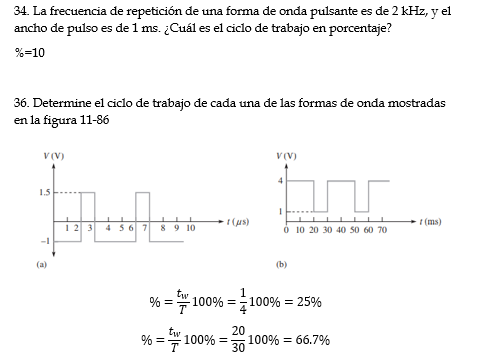 34. La frecuencia de repetición de una forma de onda pulsante es de 2 kHz, y el
ancho de pulso es de 1 ms. ¿Cuál es el ciclo de trabajo en porcentaje?
%=10
36. Determine el ciclo de trabajo de cada una de las formas de onda mostradas
en la figura 11-86
V (V)
1.5
-1
1 2 3 4 5 6 7 8 9 10
t (μs)
(a)
V (V)
4
1
0 10 20 30 40 50 60 70
t (ms)
(b)
% = t_w/T 100% = 1/4 100% = 25%
% = t_w/T 100% = 20/30 100% = 66.7%